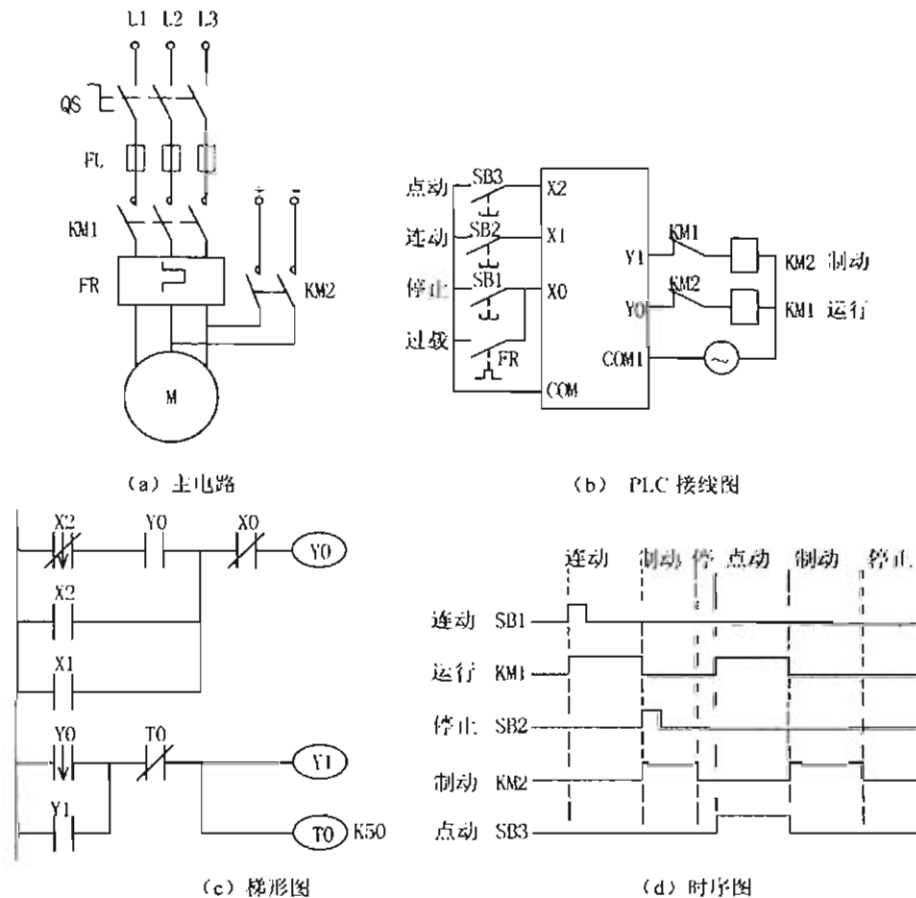 L1 L2 L3
QS
FU
KM1
FR
+ -
KM2
M
(a) 主电路
点动 SB3 X2
连动 SB2 X1
停止 SB1 X0
过载 FR
COM
Y1 KM1 KM2 制动
Y0 KM2 KM1 运行
COM1 ~
(b) PLC 接线图
X2 Y0 X0 Y0
X2
X1
Y0 T0 Y1
Y1 T0 K50
(c) 梯形图
连动 制动 停 点动 制动 停止
连动 SB1
运行 KM1
停止 SB2
制动 KM2
点动 SB3
(d) 时序图